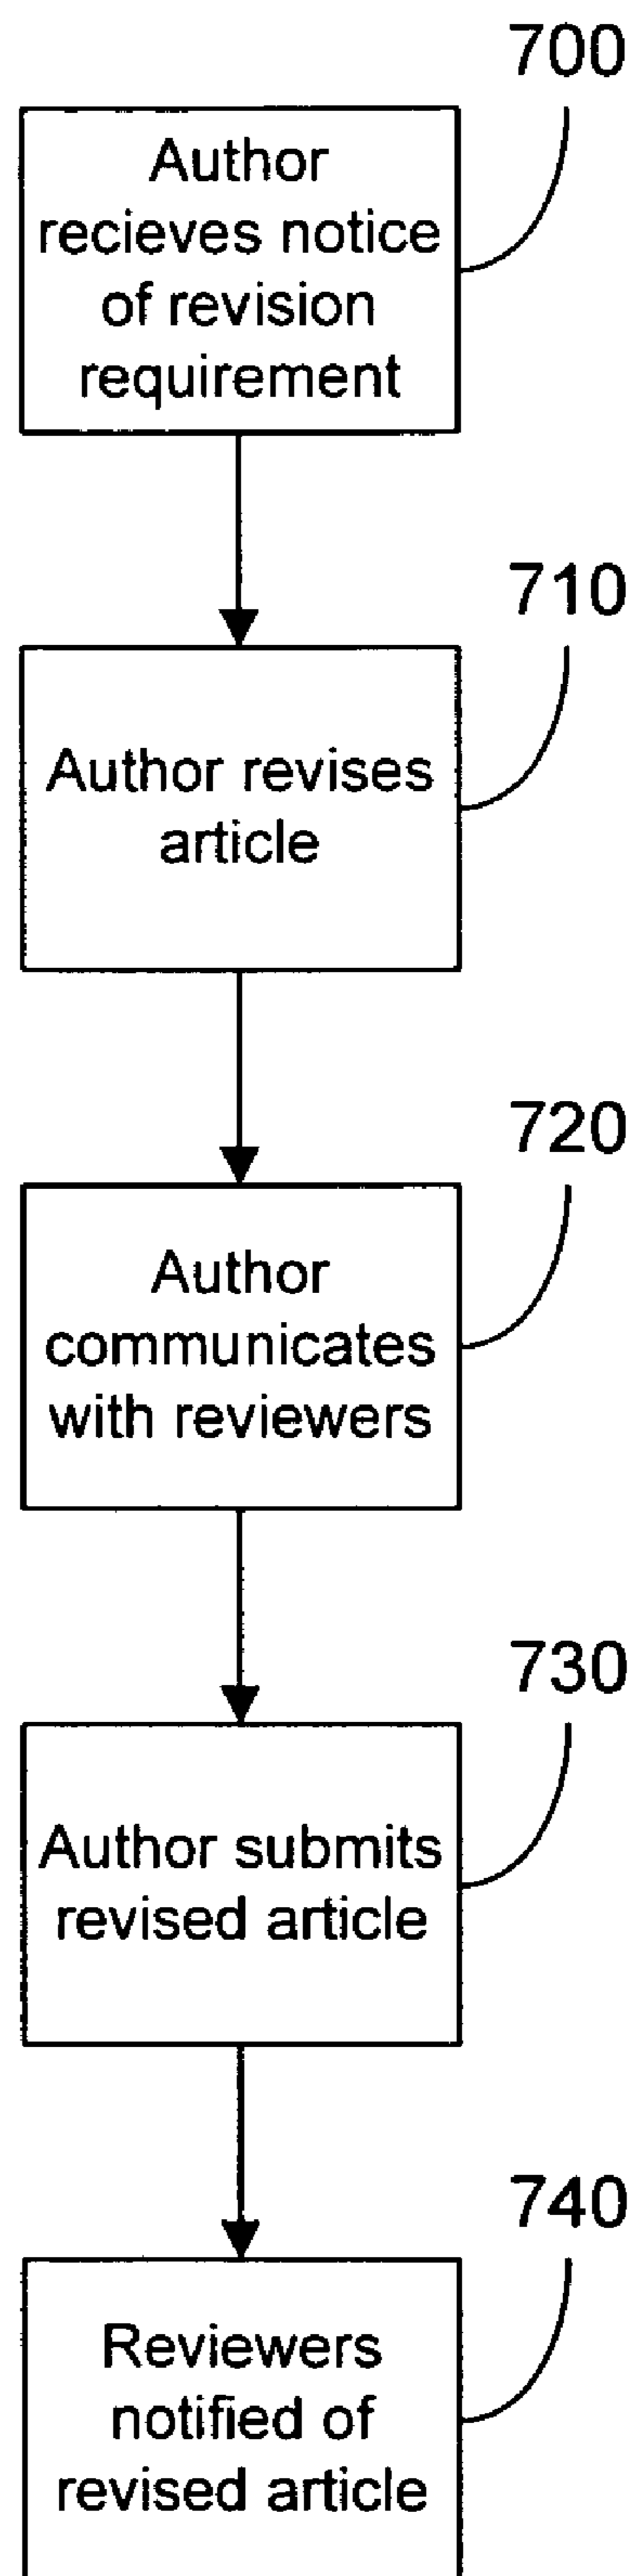 700
Author
recieves notice
of revision
requirement
710
Author revises
article
720
Author
communicates
with reviewers
730
Author submits
revised article
740
Reviewers
notified of
revised article